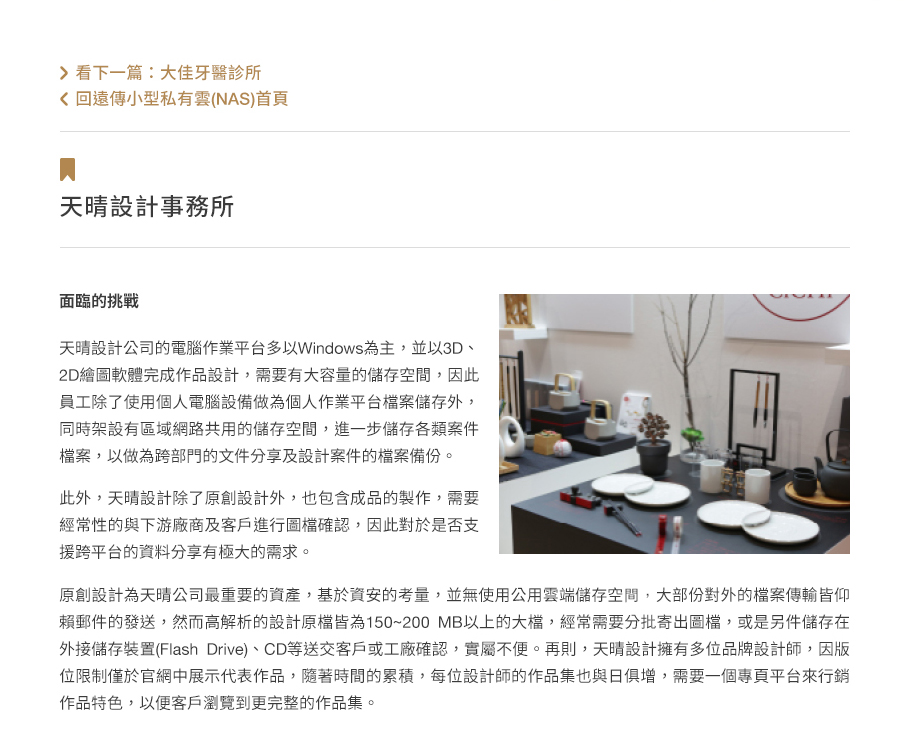 看下一篇：大佳牙醫診所
回遠傳小型私有雲(NAS)首頁
天晴設計事務所
面臨的挑戰
天晴設計公司的電腦作業平台多以Windows為主，並以3D、
2D繪圖軟體完成作品設計，需要有大容量的儲存空間，因此
員工除了使用個人電腦設備做為個人作業平台檔案儲存外，
同時架設有區域網路共用的儲存空間，進一步儲存各類案件
檔案，以做為跨部門的文件分享及設計案件的檔案備份。
此外，天晴設計除了原創設計外，也包含成品的製作，需要
經常性的與下游廠商及客戶進行圖檔確認，因此對於是否支
援跨平台的資料分享有極大的需求。
原創設計為天晴公司最重要的資產，基於資安的考量，並無使用公用雲端儲存空間，大部份對外的檔案傳輸皆仰
賴郵件的發送，然而高解析的設計原檔皆為150~200 MB以上的大檔，經常需要分批寄出圖檔，或是另件儲存在
外接儲存裝置(Flash Drive)、CD等送交客戶或工廠確認，實屬不便。再則，天晴設計擁有多位品牌設計師，因版
位限制僅於官網中展示代表作品，隨著時間的累積，每位設計師的作品集也與日俱增，需要一個專頁平台來行銷
作品特色，以便客戶瀏覽到更完整的作品集。